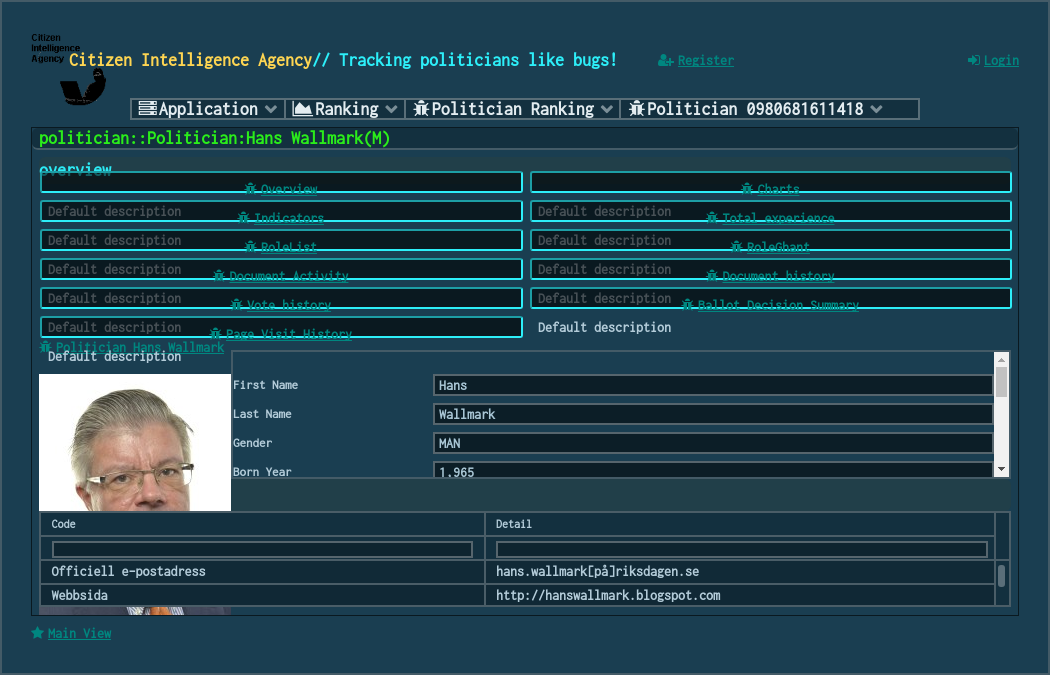 Citizen
Intelligence
Agency
Citizen Intelligence Agency// Tracking politicians like bugs!
Register
Login
Application
Ranking
Politician Ranking
Politician 0980681611418
politician::Politician:Hans Wallmark(M)
overview
Overview
Charts
Default description
Indicators
Default description
Total experience
Default description
RoleList
Default description
RoleGhant
Default description
Document Activity
Default description
Document history
Default description
Vote history
Default description
Ballot Decision Summary
Default description
Page Visit History
Default description
Politician Hans Wallmark
Default description
First Name
Hans
Last Name
Wallmark
Gender
MAN
Born Year
1,965
Code
Detail
Officiell e-postadress
hans.wallmark[på]riksdagen.se
Webbsida
http://hanswallmark.blogspot.com
Main View